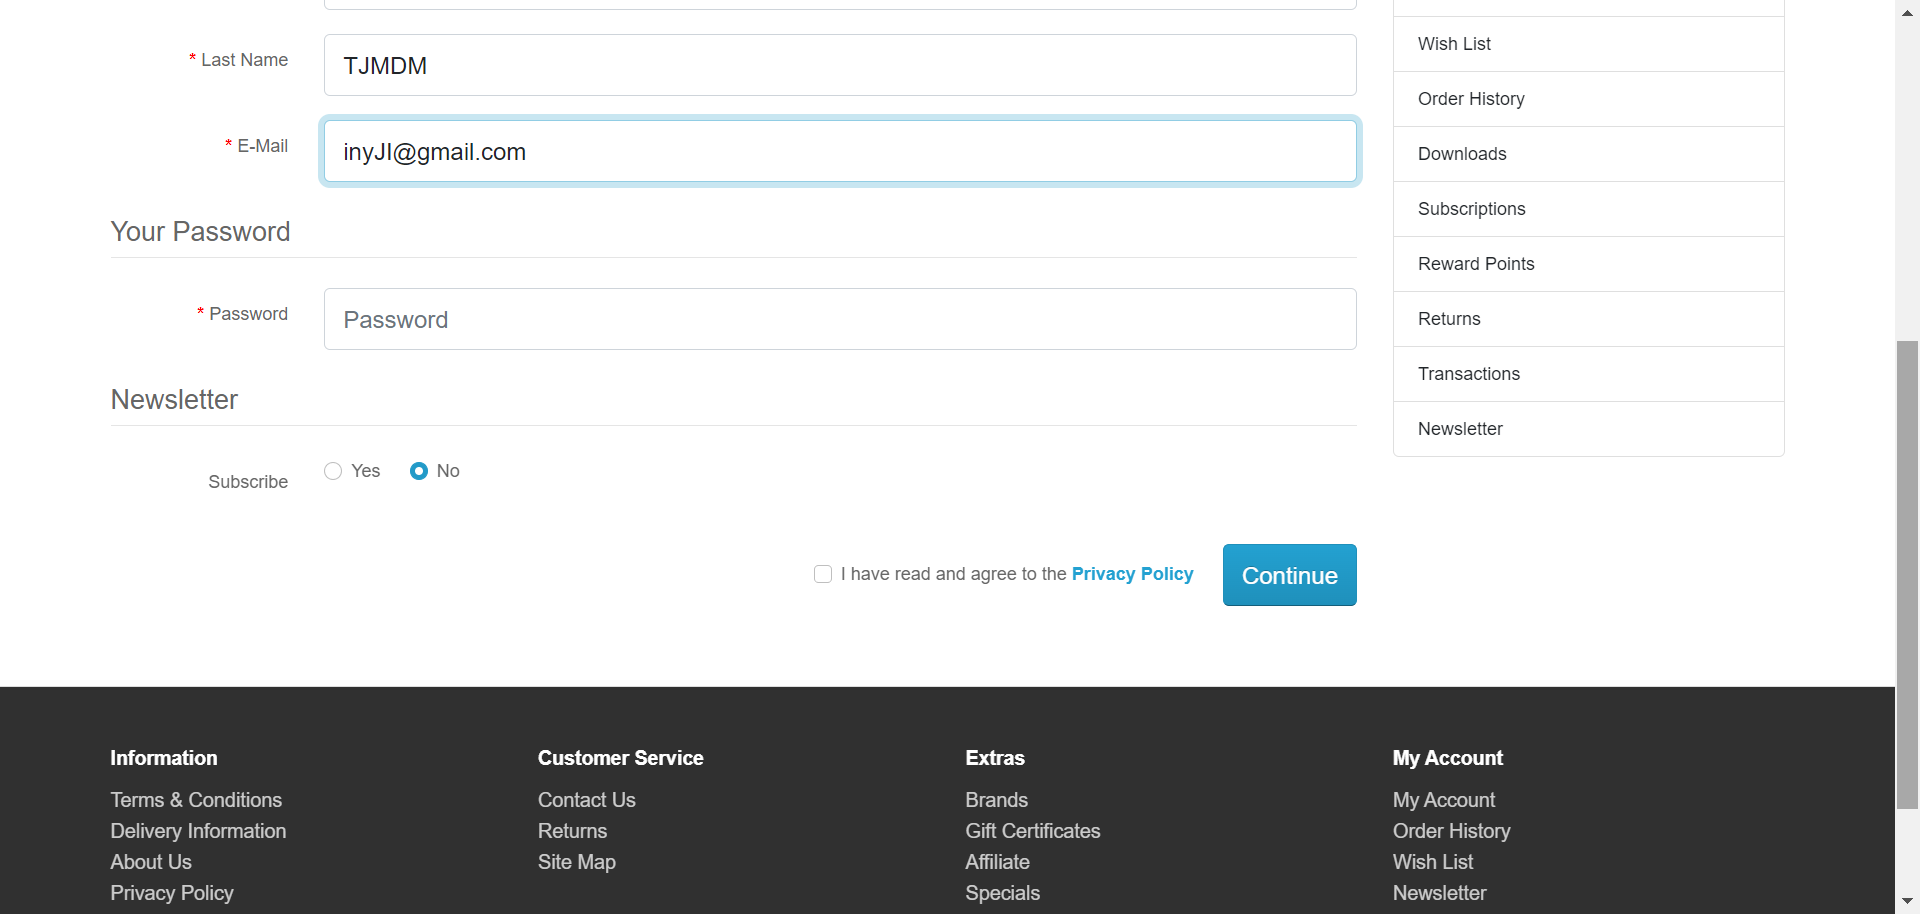 * Last Name
TJMDM
* E-Mail
inyJI@gmail.com
Your Password
* Password
Password
Newsletter
Subscribe
Yes
No
I have read and agree to the Privacy Policy
Continue
Wish List
Order History
Downloads
Subscriptions
Reward Points
Returns
Transactions
Newsletter
Information
Terms & Conditions
Delivery Information
About Us
Privacy Policy
Customer Service
Contact Us
Returns
Site Map
Extras
Brands
Gift Certificates
Affiliate
Specials
My Account
My Account
Order History
Wish List
Newsletter